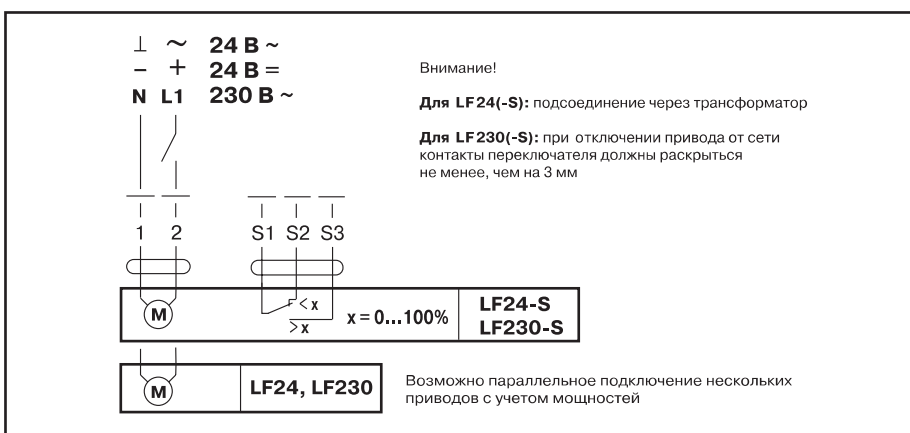 ⊥ ~ 24 В ~
– + 24 В =
N L1 230 В ~
Внимание!
Для LF24(-S): подсоединение через трансформатор
Для LF230(-S): при отключении привода от сети
контакты переключателя должны раскрыться
не менее, чем на 3 мм
1 2 S1 S2 S3
M
< x
> x
x = 0...100%
LF24-S
LF230-S
M
LF24, LF230
Возможно параллельное подключение нескольких
приводов с учетом мощностей